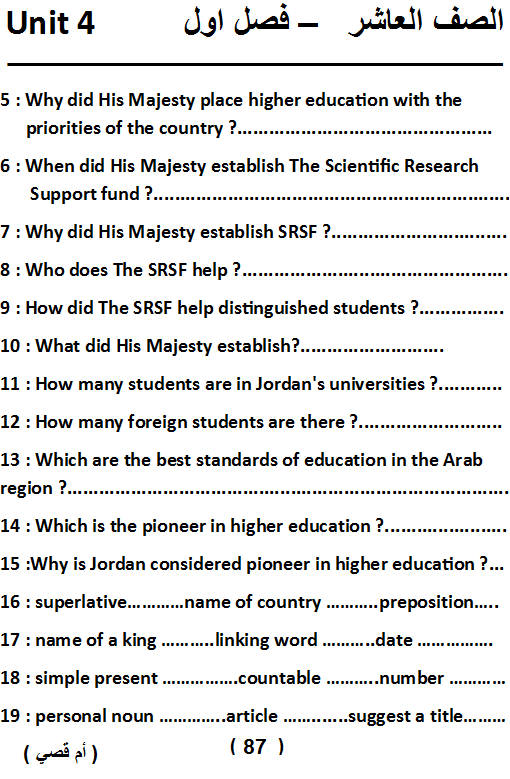 Unit 4 الصف العاشر – فصل اول
5 : Why did His Majesty place higher education with the
priorities of the country ?......................................................
6 : When did His Majesty establish The Scientific Research
Support fund ?...........................................................................
7 : Why did His Majesty establish SRSF ?....................................
8 : Who does The SRSF help ?........................................................
9 : How did The SRSF help distinguished students ?..................
10 : What did His Majesty establish?..............................
11 : How many students are in Jordan's universities ?.............
12 : How many foreign students are there ?..............................
13 : Which are the best standards of education in the Arab
region ?.............................................................................................
14 : Which is the pioneer in higher education ?..........................
15 :Why is Jordan considered pioneer in higher education ?...
16 : superlative............name of country ...........preposition.....
17 : name of a king ...........linking word ...........date ................
18 : simple present ................countable ...........number ............
19 : personal noun ..............article ..............suggest a title.........
( أم قصي ) ( 87 )